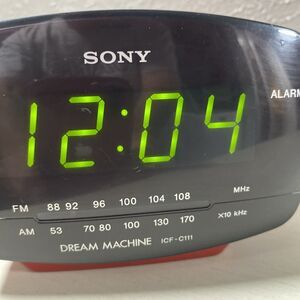 SONY
ALARM
12:04
FM 88 92 96 100 104 108 MHz
AM 53 70 80 100 130 170 X10 kHz
DREAM MACHINE ICF-C111